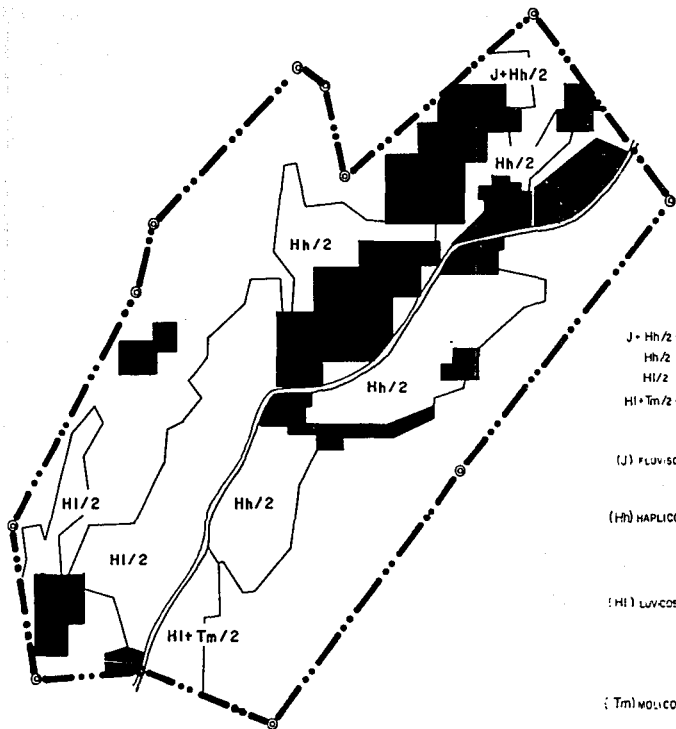 J+Hh/2
Hh/2
Hh/2
Hh/2
Hl/2
Hh/2
Hl/2
Hl+Tm/2
J+Hh/2
Hh/2
Hl/2
Hl+Tm/2
(J) FLUVISO
(Hh) HAPLICO
(Hl) LUVICOS
(Tm) MOLICO